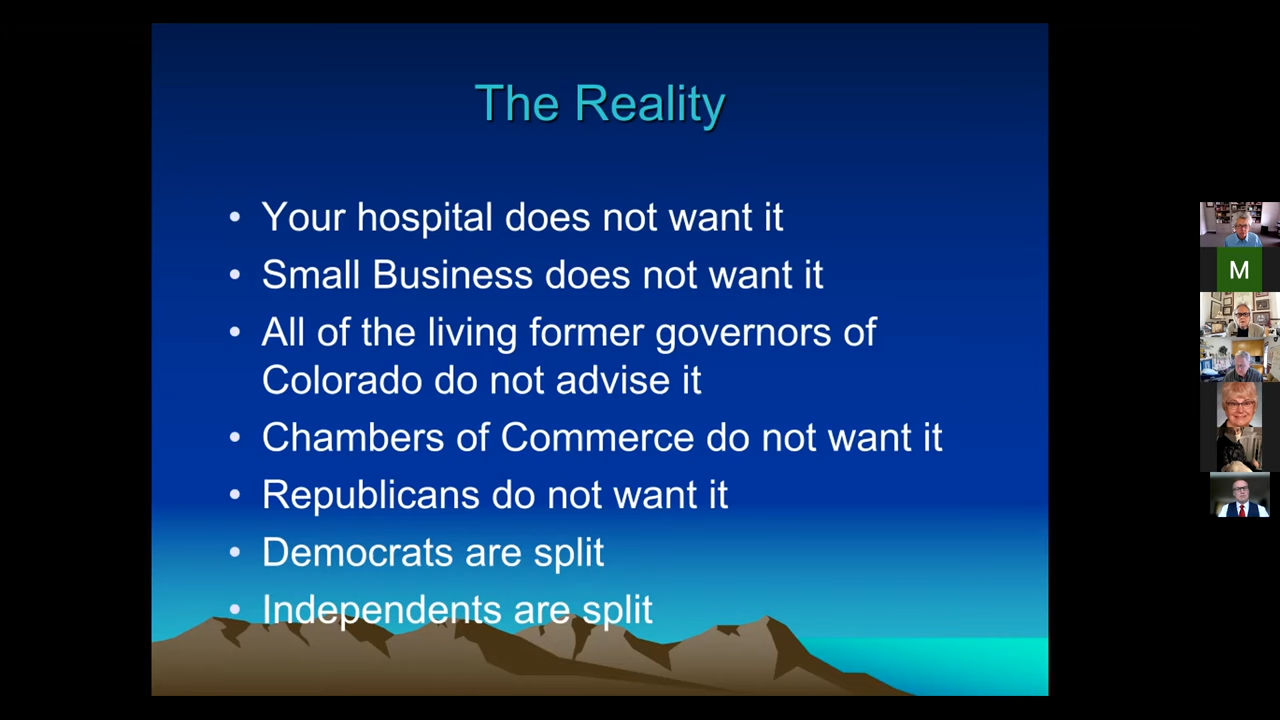 The Reality
• Your hospital does not want it
• Small Business does not want it
• All of the living former governors of
Colorado do not advise it
• Chambers of Commerce do not want it
• Republicans do not want it
• Democrats are split
• Independents are split
M